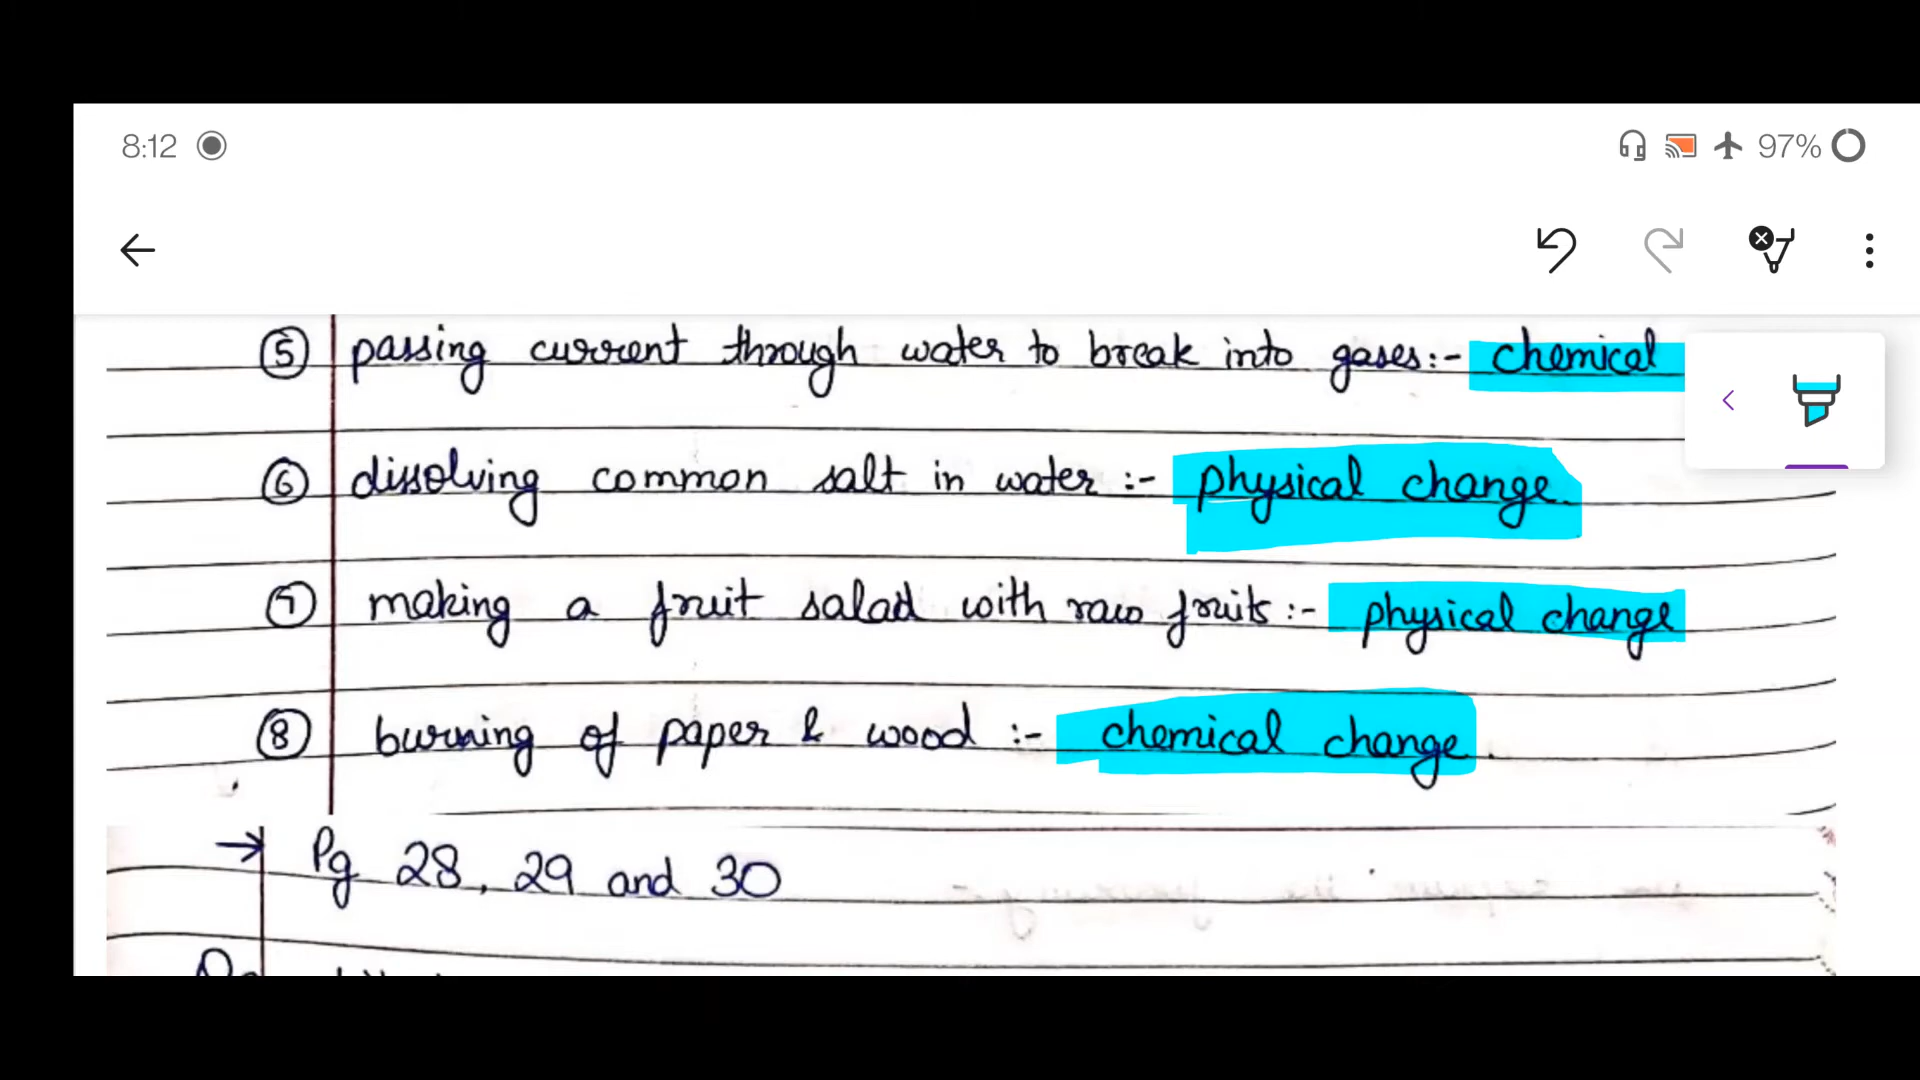 8:12 97%
⑤ passing current through water to break into gases:- chemical
⑥ dissolving common salt in water :- physical change.
⑦ making a fruit salad with raw fruits :- physical change
⑧ burning of paper & wood :- chemical change.
→ Pg 28, 29 and 30